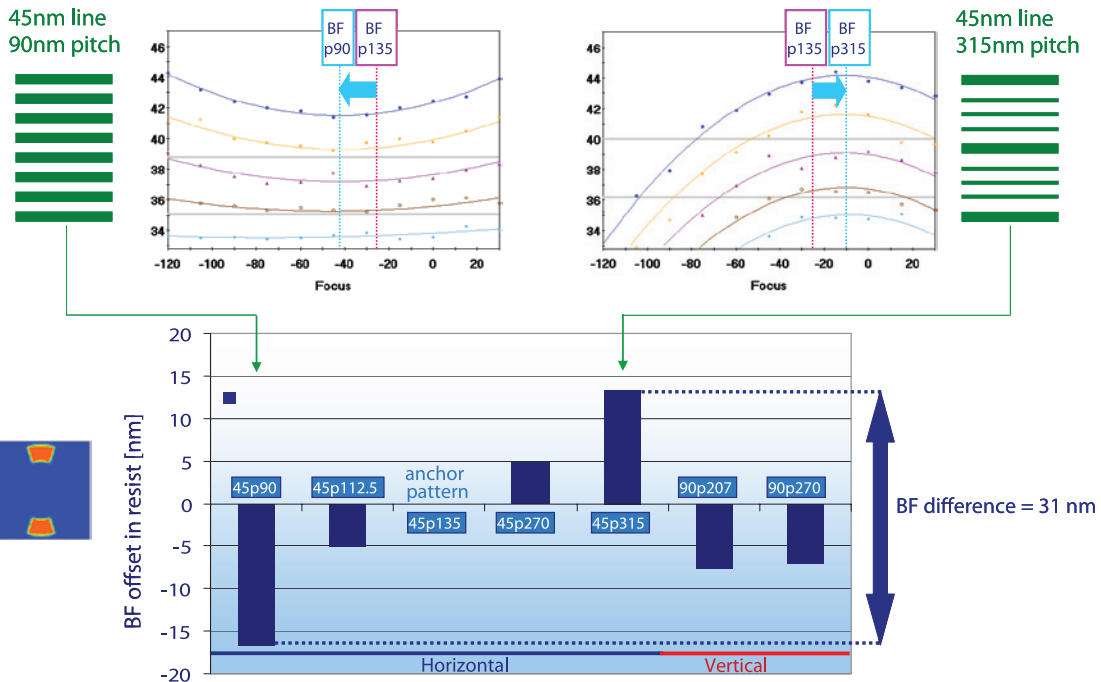 45nm line
90nm pitch
BF
p90
BF
p135
46
44
42
40
38
36
34
-120
-100
-80
-60
-40
-20
0
20
Focus
BF
p135
BF
p315
46
44
42
40
38
36
34
-120
-100
-80
-60
-40
-20
0
20
Focus
45nm line
315nm pitch
BF offset in resist [nm]
20
15
10
5
0
-5
-10
-15
-20
45p90
45p112.5
anchor
pattern
45p135
45p270
45p315
90p207
90p270
Horizontal
Vertical
BF difference = 31 nm